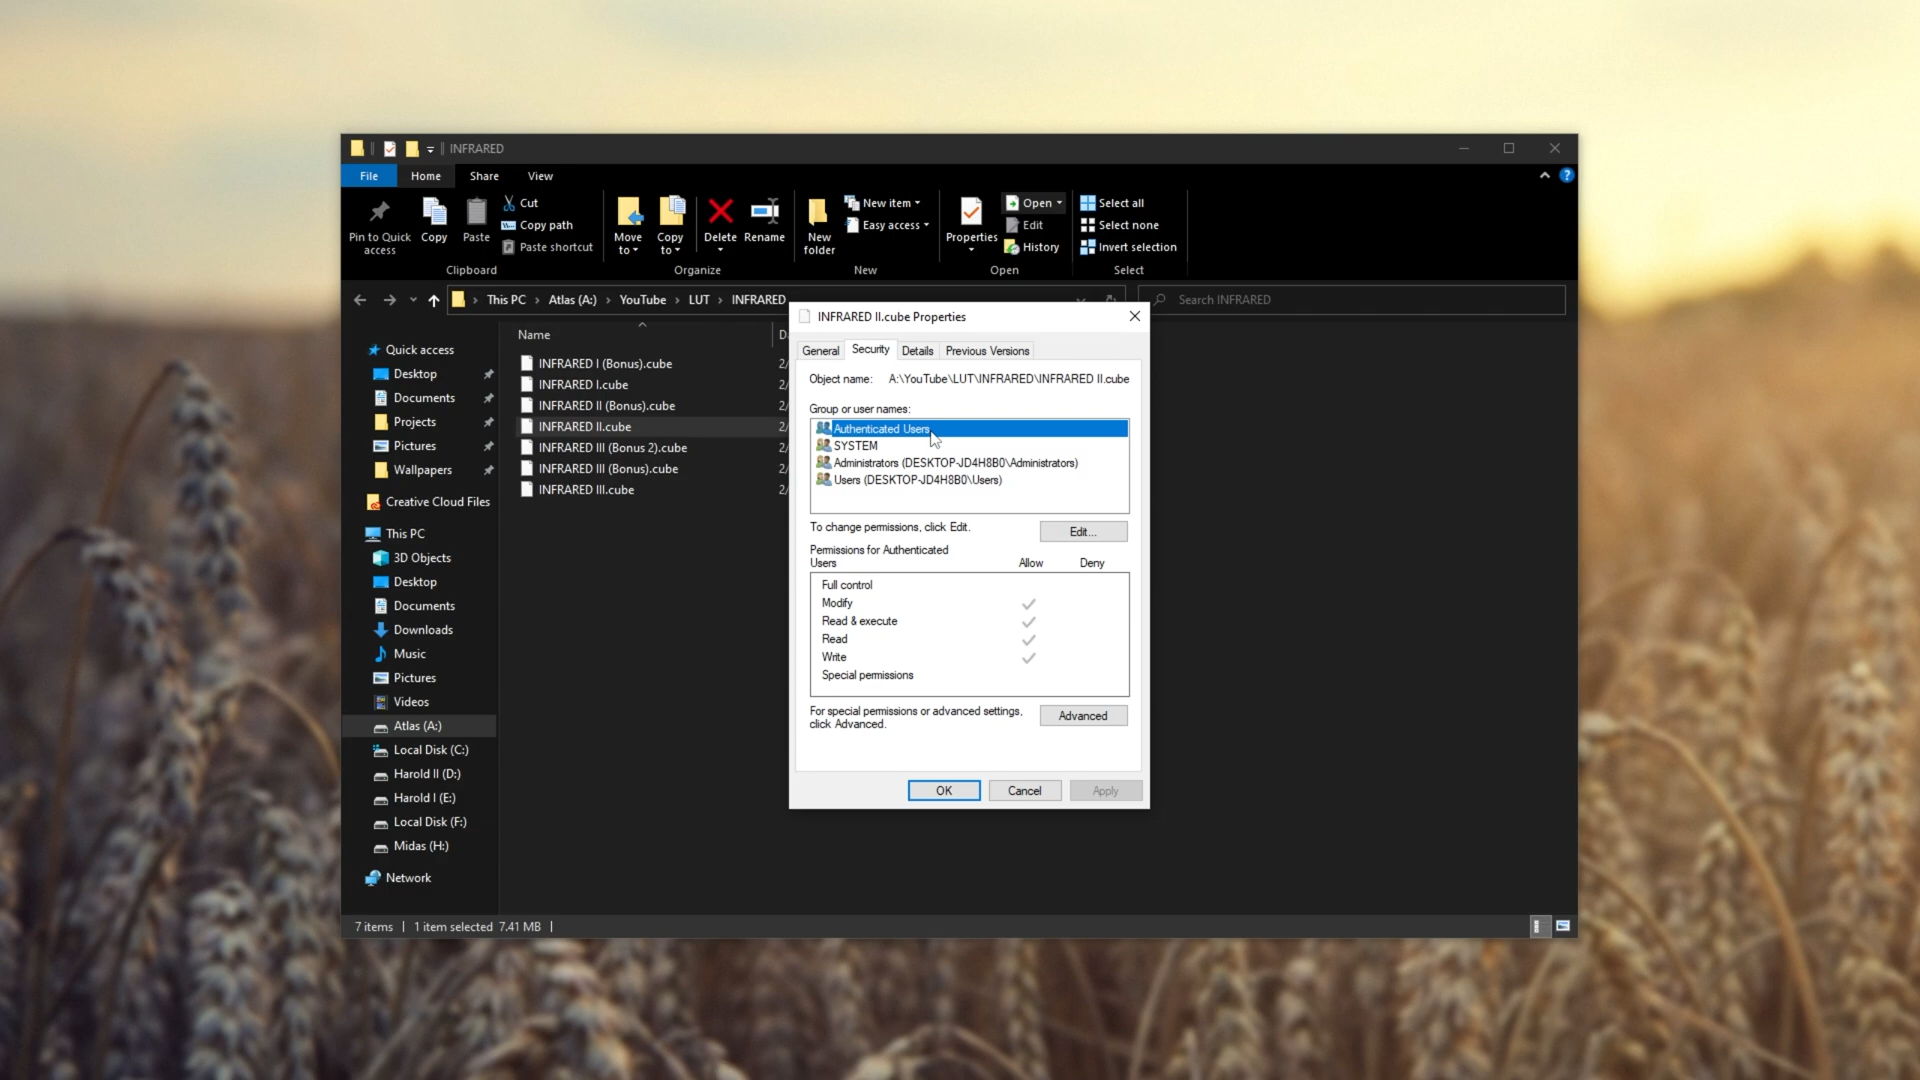 INFRARED
File Home Share View
Pin to Quick access
Copy
Paste
Cut
Copy path
Paste shortcut
Clipboard
Move to
Copy to
Delete
Rename
Organize
New folder
New item
Easy access
New
Properties
Open
Edit
History
Open
Select all
Select none
Invert selection
Select
This PC › Atlas (A:) › YouTube › LUT › INFRARED
Search INFRARED
Quick access
Desktop
Documents
Projects
Pictures
Wallpapers
Creative Cloud Files
This PC
3D Objects
Desktop
Documents
Downloads
Music
Pictures
Videos
Atlas (A:)
Local Disk (C:)
Harold II (D:)
Harold I (E:)
Local Disk (F:)
Midas (H:)
Network
Name
INFRARED I (Bonus).cube 2/
INFRARED I.cube 2/
INFRARED II (Bonus).cube 2/
INFRARED II.cube 2/
INFRARED III (Bonus 2).cube 2/
INFRARED III (Bonus).cube 2/
INFRARED III.cube 2/
INFRARED II.cube Properties
General Security Details Previous Versions
Object name: A:\YouTube\LUT\INFRARED\INFRARED II.cube
Group or user names:
Authenticated Users
SYSTEM
Administrators (DESKTOP-JD4H8B0\Administrators)
Users (DESKTOP-JD4H8B0\Users)
To change permissions, click Edit.
Edit...
Permissions for Authenticated
Users Allow Deny
Full control
Modify
Read & execute
Read
Write
Special permissions
For special permissions or advanced settings,
click Advanced.
Advanced
OK Cancel Apply
7 items | 1 item selected 7.41 MB |